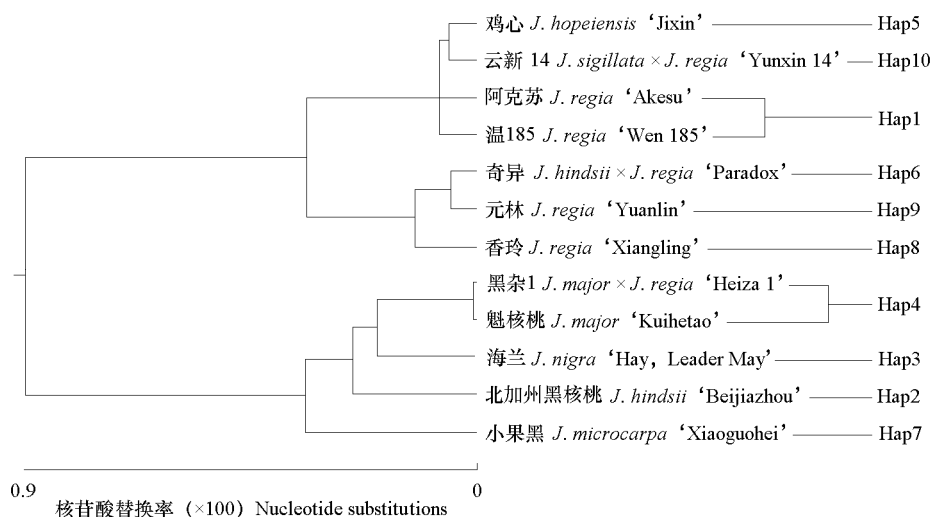 鸡心 J. hopeiensis ‘Jixin’ Hap5
云新 14 J. sigillata × J. regia ‘Yunxin 14’ Hap10
阿克苏 J. regia ‘Akesu’
Hap1
温185 J. regia ‘Wen 185’
奇异 J. hindsii × J. regia ‘Paradox’ Hap6
元林 J. regia ‘Yuanlin’ Hap9
香玲 J. regia ‘Xiangling’ Hap8
黑杂1 J. major × J. regia ‘Heiza 1’
Hap4
魁核桃 J. major ‘Kuihetao’
海兰 J. nigra ‘Hay，Leader May’ Hap3
北加州黑核桃 J. hindsii ‘Beijiazhou’ Hap2
小果黑 J. microcarpa ‘Xiaoguohei’ Hap7
0.9 0
核苷酸替换率（×100）Nucleotide substitutions